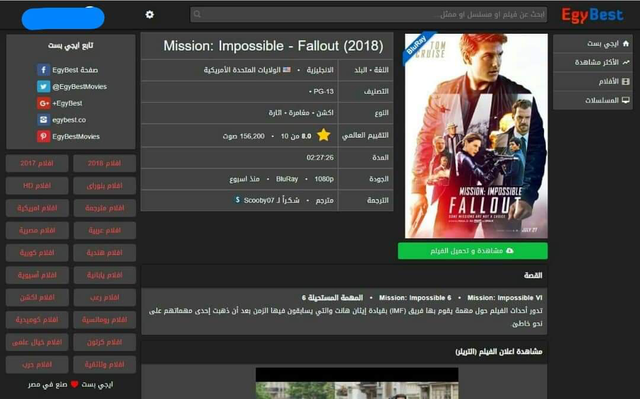 EgyBest
ابحث عن فيلم او مسلسل او ممثل.
ايجي بست
الأكثر مشاهدة
الأفلام
المسلسلات
BluRay
TOM
CRUISE
MISSION: IMPOSSIBLE
FALLOUT
SOME MISSIONS ARE NOT A CHOICE
JULY 27
مشاهدة و تحميل الفيلم
Mission: Impossible - Fallout (2018)
اللغة • البلد الانجليزية • الولايات المتحدة الأمريكية
التصنيف PG-13 •
النوع اكشن • مغامرة • اثارة
التقييم العالمي 8.0 من 10 • 156,200 صوت
المدة 02:27:26
الجودة BluRay • 1080p • منذ اسبوع
الترجمة مترجم • شكراً لـ Scooby07
تابع ايجي بست
صفحة EgyBest
@EgyBestMovies
+EgyBest
egybest.co
EgyBestMovies
افلام 2018
افلام 2017
افلام بلوراي
افلام HD
افلام مترجمة
افلام امريكية
افلام عربية
افلام مصرية
افلام هندية
افلام كورية
افلام يابانية
افلام أسيوية
افلام رعب
افلام اكشن
افلام رومانسية
افلام كوميدية
افلام كرتون
افلام خيال علمي
افلام وثائقية
افلام حرب
ايجي بست صنع في مصر
القصة
Mission: Impossible VI • Mission: Impossible 6 • المهمة المستحيلة 6
تدور أحداث الفيلم حول مهمة يقوم بها فريق (IMF) بقيادة إيثان هانت والتي يسابقون فيها الزمن بعد أن ذهبت إحدى مهماتهم على
نحو خاطئ.
مشاهدة اعلان الفيلم (التريلر)